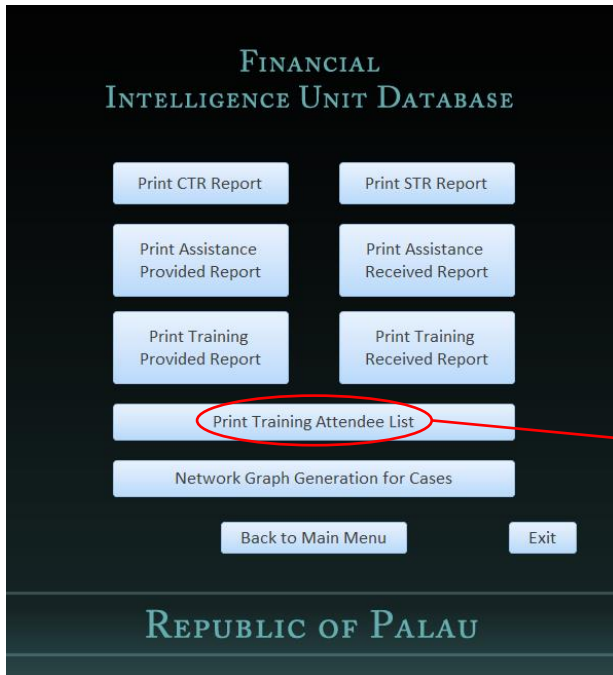 Financial
Intelligence Unit Database
Print CTR Report
Print STR Report
Print Assistance
Provided Report
Print Assistance
Received Report
Print Training
Provided Report
Print Training
Received Report
Print Training Attendee List
Network Graph Generation for Cases
Back to Main Menu
Exit
Republic of Palau